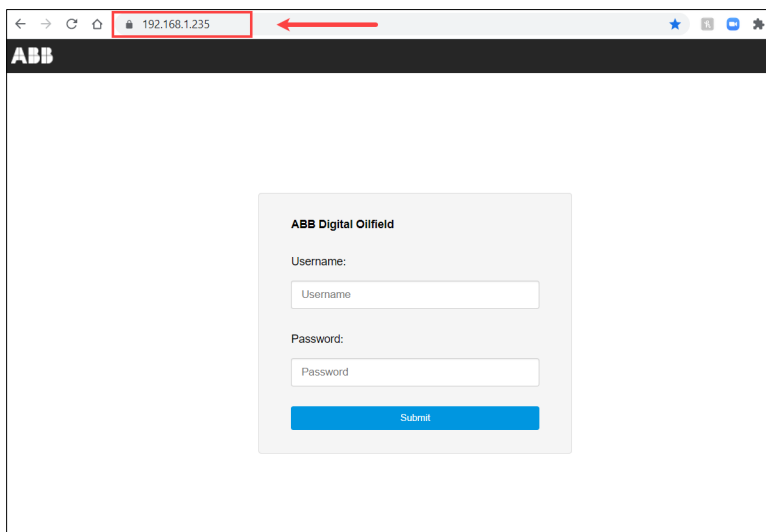 192.168.1.235
ABB
ABB Digital Oilfield
Username:
Username
Password:
Password
Submit